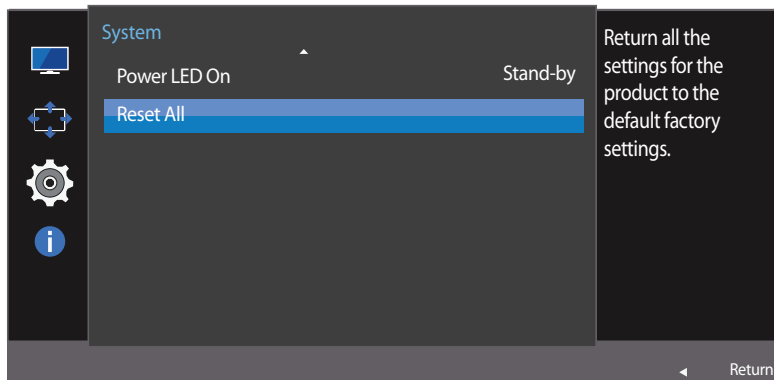 System
Power LED On Stand-by
Reset All
Return all the
settings for the
product to the
default factory
settings.
Return